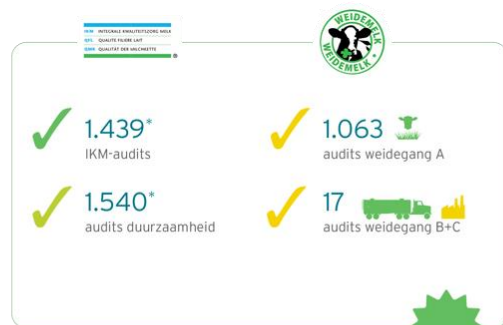 IKM INTEGRALE KWALITEITSZORG MELK
QFL QUALITÉ FILIÈRE LAIT
QMK QUALITÄT DER MILCHKETTE
®
WEIDEMELK
WEIDEMELK
1.439*
IKM-audits
1.063
audits weidegang A
1.540*
audits duurzaamheid
17
audits weidegang B+C